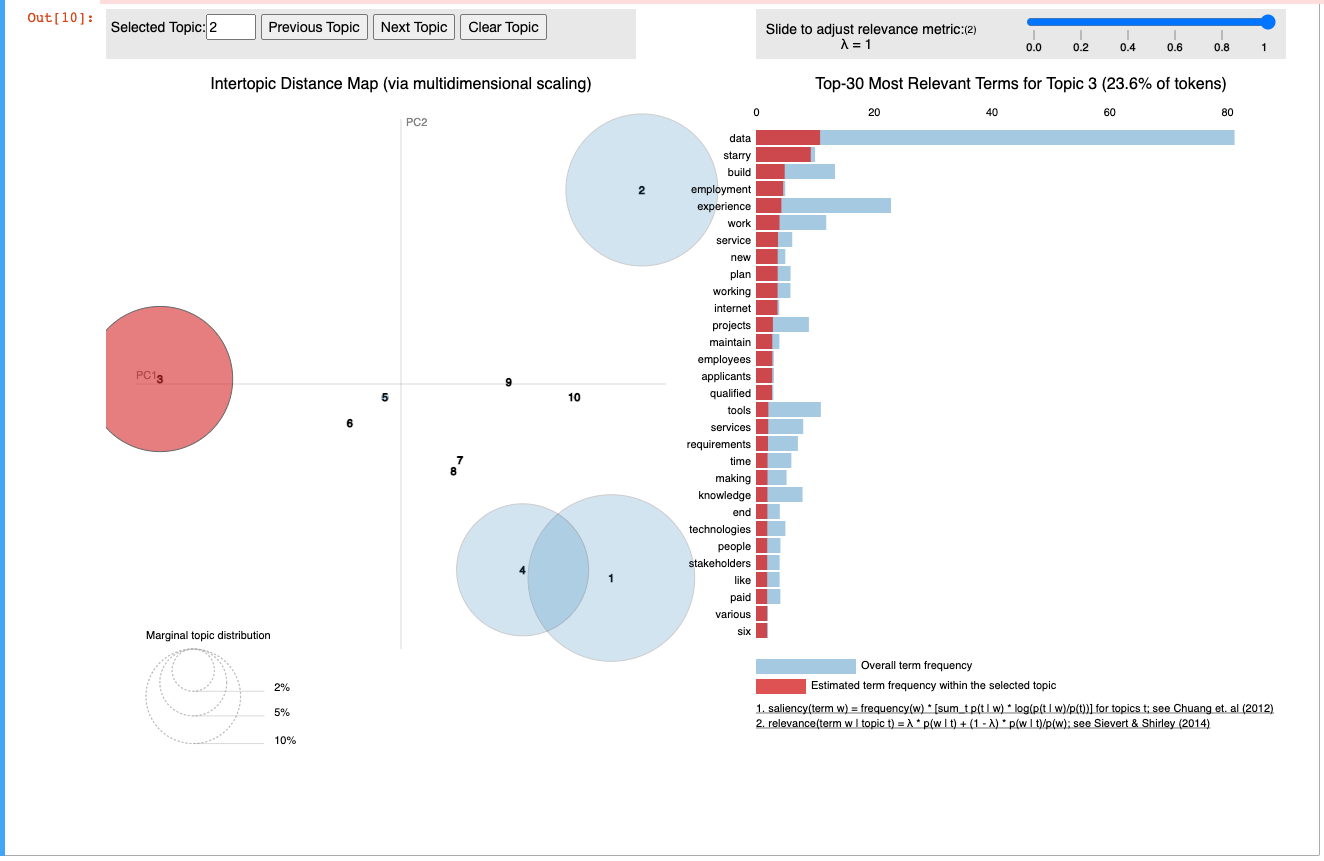 Out[10]:
Selected Topic: 2 Previous Topic Next Topic Clear Topic
Slide to adjust relevance metric:(2)
λ = 1
0.0 0.2 0.4 0.6 0.8 1
Intertopic Distance Map (via multidimensional scaling)
PC2
PC1
2
3
5
9
10
6
7
8
4
1
Marginal topic distribution
2%
5%
10%
Top-30 Most Relevant Terms for Topic 3 (23.6% of tokens)
0 20 40 60 80
data
starry
build
employment
experience
work
service
new
plan
working
internet
projects
maintain
employees
applicants
qualified
tools
services
requirements
time
making
knowledge
end
technologies
people
stakeholders
like
paid
various
six
Overall term frequency
Estimated term frequency within the selected topic
1. saliency(term w) = frequency(w) * [sum_t p(t | w) * log(p(t | w)/p(t))] for topics t; see Chuang et. al (2012)
2. relevance(term w | topic t) = λ * p(w | t) + (1 - λ) * p(w | t)/p(w); see Sievert & Shirley (2014)